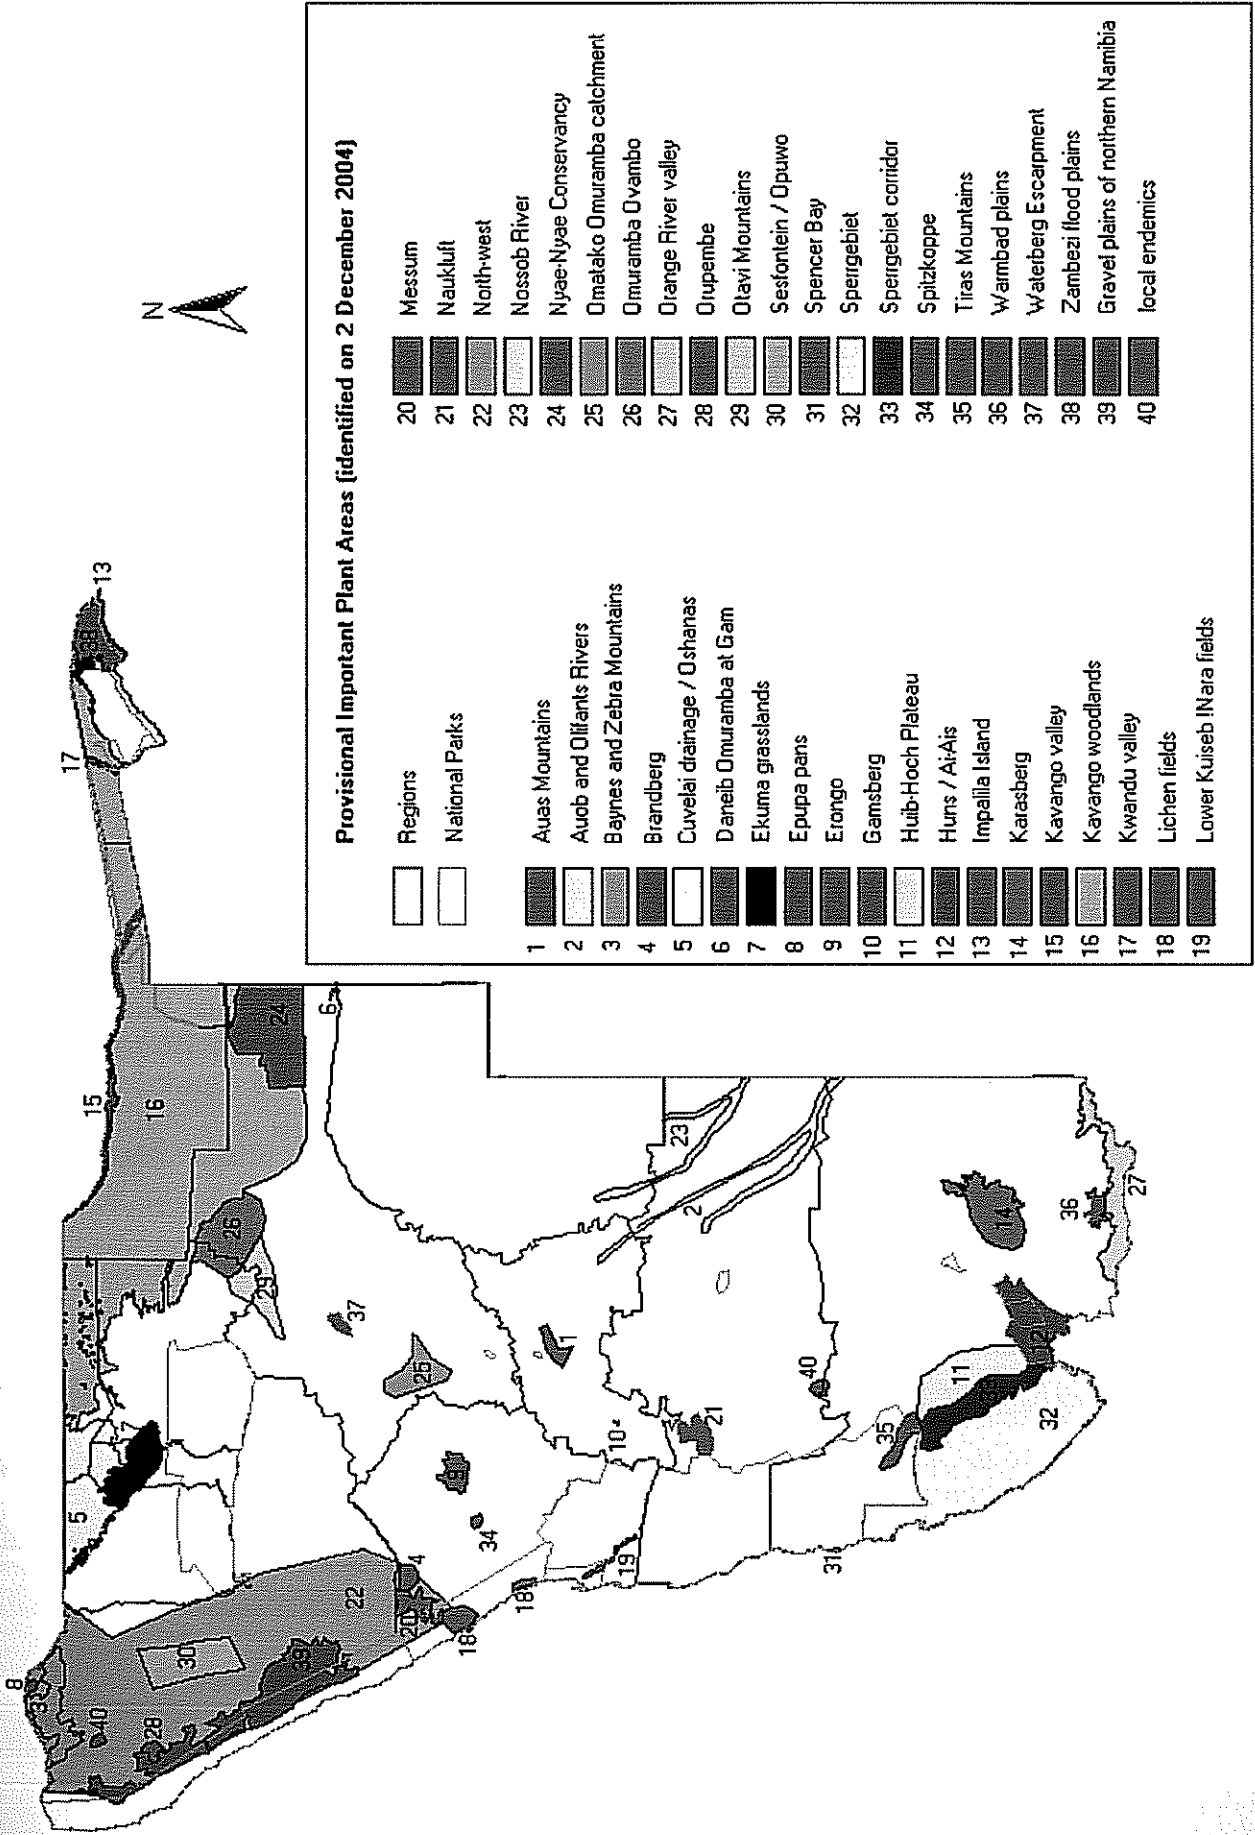 Provisional Important Plant Areas (identified on 2 December 2004)
Regions
National Parks
1 Auas Mountains
2 Auob and Olifants Rivers
3 Baynes and Zebra Mountains
4 Brandberg
5 Cuvelai drainage / Oshanas
6 Daneib Omuramba at Gam
7 Ekuma grasslands
8 Epupa pans
9 Erongo
10 Gamsberg
11 Huib-Hoch Plateau
12 Huns / Ai-Ais
13 Impalila Island
14 Karasberg
15 Kavango valley
16 Kavango woodlands
17 Kwandu valley
18 Lichen fields
19 Lower Kuiseb !Nara fields
20 Messum
21 Naukluft
22 North-west
23 Nossob River
24 Nyae-Nyae Conservancy
25 Omatako Omuramba catchment
26 Omuramba Ovambo
27 Orange River valley
28 Orupembe
29 Otavi Mountains
30 Sesfontein / Opuwo
31 Spencer Bay
32 Sperrgebiet
33 Sperrgebiet corridor
34 Spitzkoppe
35 Tiras Mountains
36 Warmbad plains
37 Waterberg Escarpment
38 Zambezi flood plains
39 Gravel plains of northern Namibia
40 local endemics
N
8
3
40
28
30
39
22
5
4
20
18
18
34
9
19
10
21
31
35
40
11
32
12
14
36
27
2
23
1
25
37
29
26
16
15
24
6
17
38
13